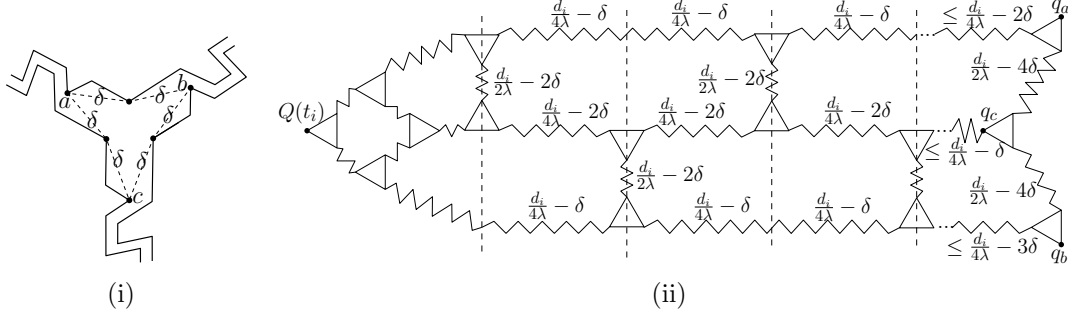 d_i/4λ − δ d_i/4λ − δ d_i/4λ − δ ≤ d_i/4λ − 2δ q_a
a δ δ b
d_i/2λ − 2δ d_i/2λ − 2δ d_i/2λ − 4δ
δ δ
Q(t_i) d_i/4λ − 2δ d_i/4λ − 2δ d_i/4λ − 2δ q_c
≤ d_i/4λ − δ
δ δ
d_i/2λ − 2δ d_i/2λ − 4δ
c
d_i/4λ − δ d_i/4λ − δ d_i/4λ − δ
≤ d_i/4λ − 3δ q_b
(i) (ii)